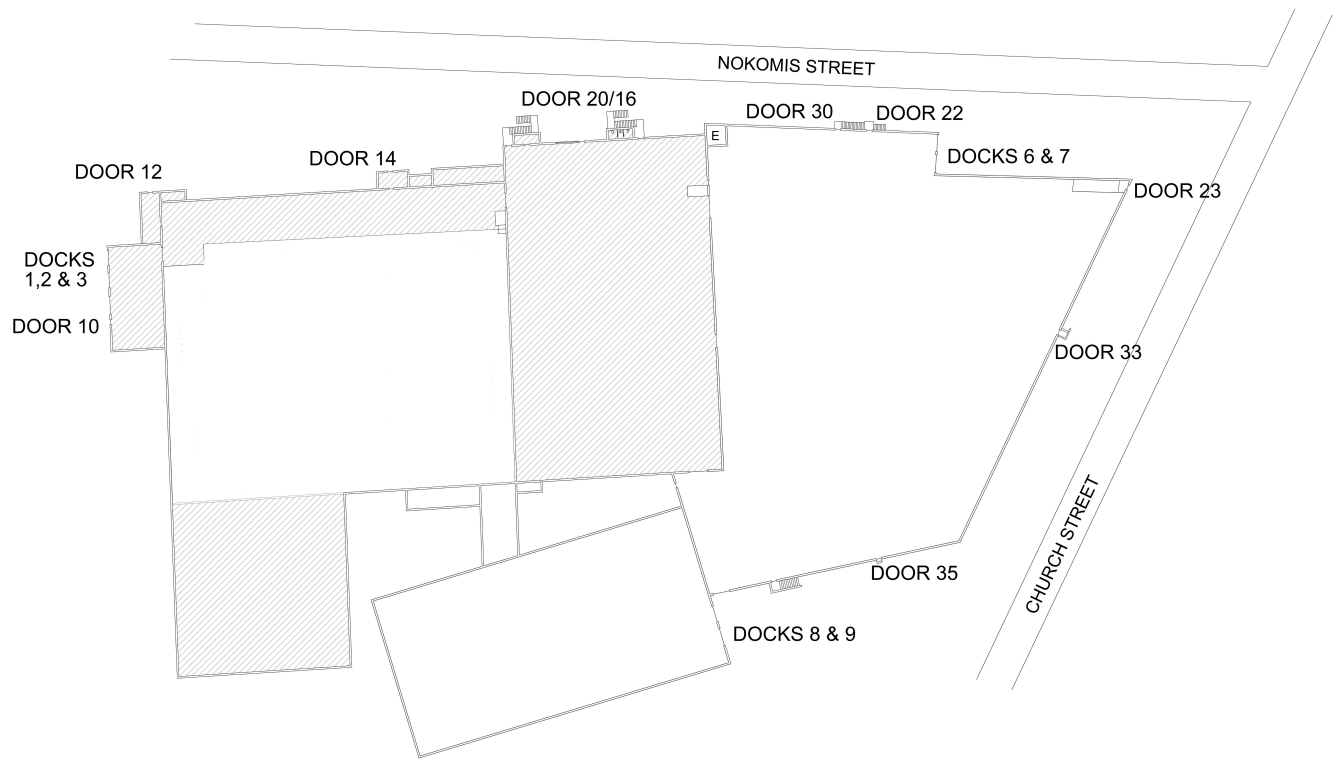 NOKOMIS STREET
DOOR 20/16
DOOR 30
DOOR 22
E
DOOR 14
DOCKS 6 & 7
DOOR 12
DOOR 23
DOCKS
1,2 & 3
DOOR 10
DOOR 33
CHURCH STREET
DOOR 35
DOCKS 8 & 9